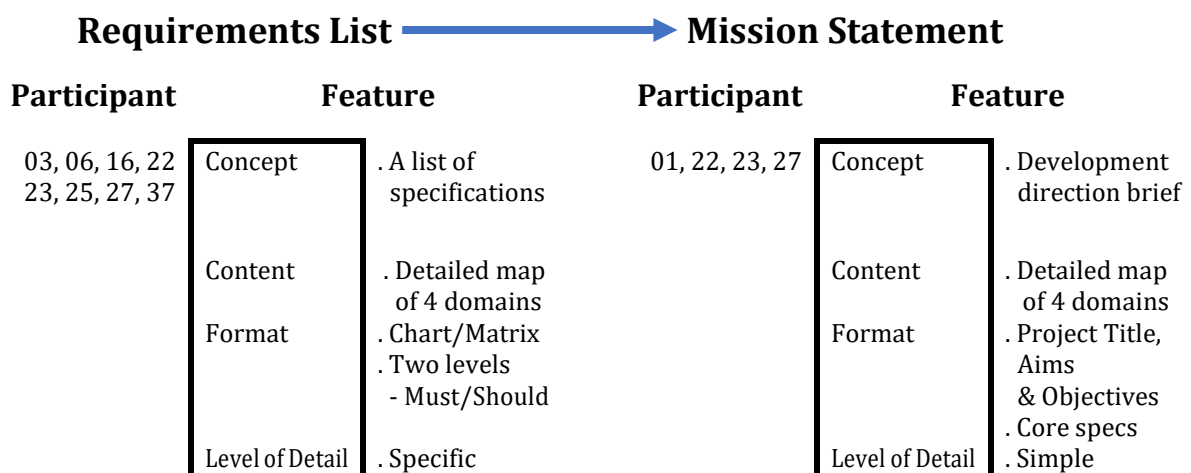 Requirements List Mission Statement
Participant Feature Participant Feature
03, 06, 16, 22 Concept . A list of 01, 22, 23, 27 Concept . Development
23, 25, 27, 37 specifications direction brief
Content . Detailed map Content . Detailed map
of 4 domains of 4 domains
Format . Chart/Matrix Format . Project Title,
. Two levels Aims
- Must/Should & Objectives
. Core specs
Level of Detail . Specific Level of Detail . Simple